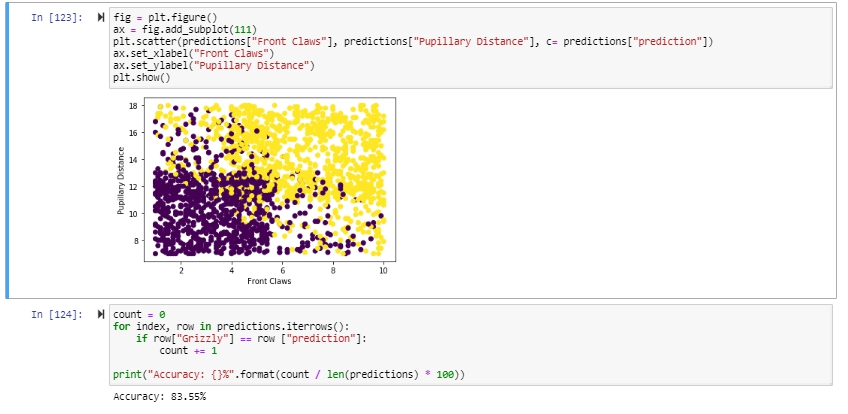 In [123]:
fig = plt.figure()
ax = fig.add_subplot(111)
plt.scatter(predictions["Front Claws"], predictions["Pupillary Distance"], c= predictions["prediction"])
ax.set_xlabel("Front Claws")
ax.set_ylabel("Pupillary Distance")
plt.show()
18
16
14
12
10
8
Pupillary Distance
2 4 6 8 10
Front Claws
In [124]:
count = 0
for index, row in predictions.iterrows():
    if row["Grizzly"] == row ["prediction"]:
        count += 1
print("Accuracy: {}%".format(count / len(predictions) * 100))
Accuracy: 83.55%